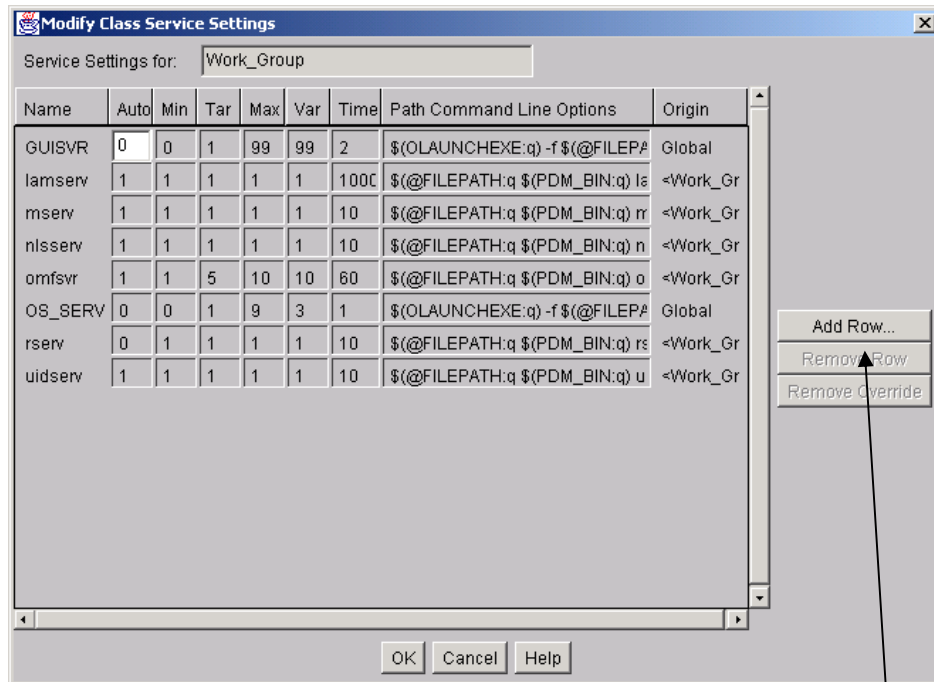 Modify Class Service Settings
Service Settings for: Work_Group
Name Auto Min Tar Max Var Time Path Command Line Options Origin
GUISVR 0 0 1 99 99 2 $(OLAUNCHEXE:q) -f $(@FILEPA Global
lamserv 1 1 1 1 1 1000 $(@FILEPATH:q $(PDM_BIN:q) la <Work_Gr
mserv 1 1 1 1 1 10 $(@FILEPATH:q $(PDM_BIN:q) m <Work_Gr
nlsserv 1 1 1 1 1 10 $(@FILEPATH:q $(PDM_BIN:q) n <Work_Gr
omfsvr 1 1 5 10 10 60 $(@FILEPATH:q $(PDM_BIN:q) o <Work_Gr
OS_SERV 0 0 1 9 3 1 $(OLAUNCHEXE:q) -f $(@FILEPA Global
rserv 0 1 1 1 1 10 $(@FILEPATH:q $(PDM_BIN:q) rs <Work_Gr
uidserv 1 1 1 1 1 10 $(@FILEPATH:q $(PDM_BIN:q) u <Work_Gr
Add Row...
Remove Row
Remove Override
OK Cancel Help